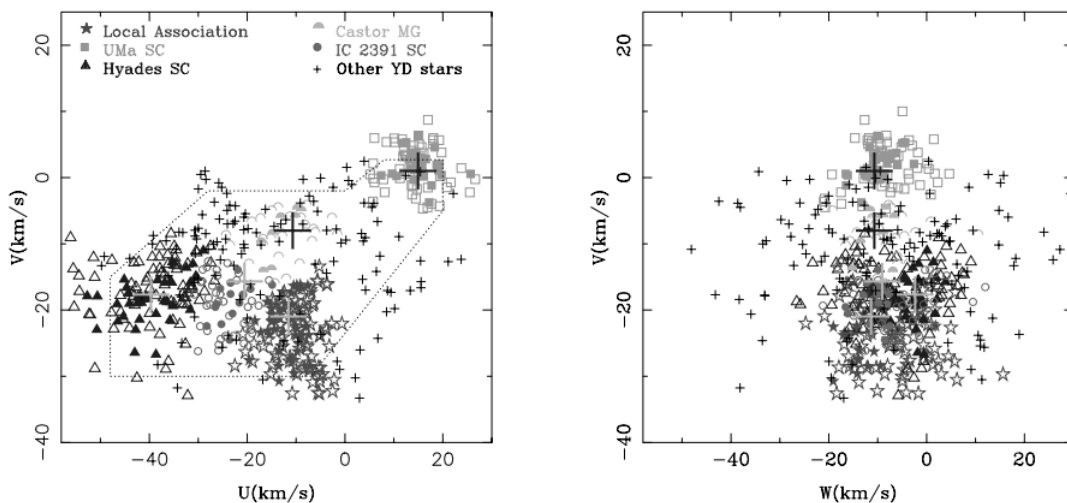 Local Association
UMa SC
Hyades SC
Castor MG
IC 2391 SC
Other YD stars
20
0
−20
−40
V(km/s)
−40
−20
0
20
U(km/s)
20
0
−20
−40
V(km/s)
−40
−20
0
20
W(km/s)